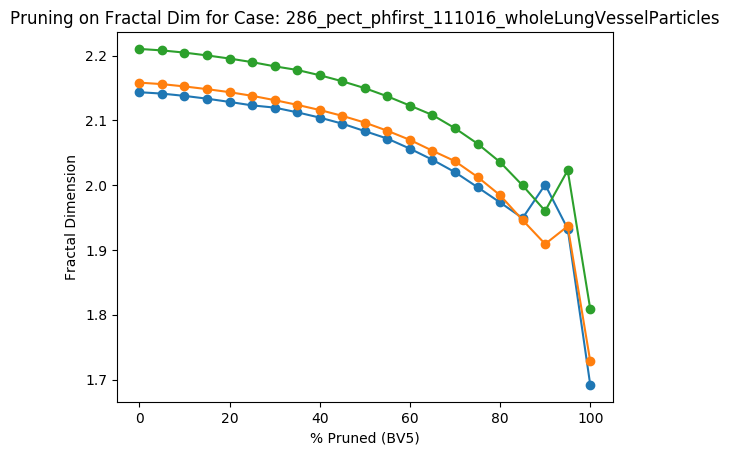 Pruning on Fractal Dim for Case: 286_pect_phfirst_111016_wholeLungVesselParticles
2.2
2.1
2.0
1.9
1.8
1.7
Fractal Dimension
0 20 40 60 80 100
% Pruned (BV5)